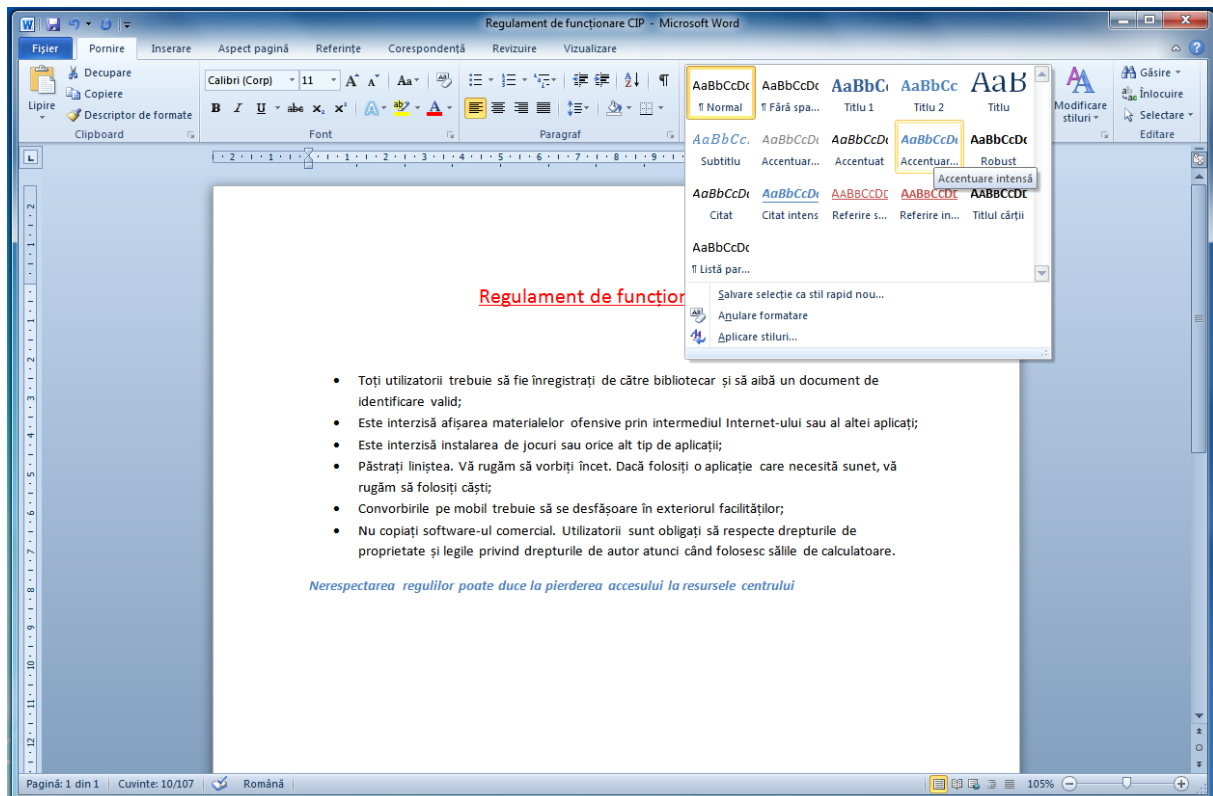 Regulament de funcționare CIP - Microsoft Word
Fișier Pornire Inserare Aspect pagină Referințe Corespondență Revizuire Vizualizare
Lipire
Decupare
Copiere
Descriptor de formate
Clipboard
Calibri (Corp) 11
Font
Paragraf
AaBbCcDc AaBbCcDc AaBbC AaBbCc AaB
¶ Normal ¶ Fără spa... Titlu 1 Titlu 2 Titlu
AaBbCc. AaBbCcDc AaBbCcDc AaBbCcDc AaBbCcDc
Subtitlu Accentuar... Accentuat Accentuar... Robust
Accentuare intensă
AaBbCcDc AaBbCcDc AABBCCDE AABBCCDE AABBCCDE
Citat Citat intens Referire s... Referire in... Titlul cărții
AaBbCcDc
¶ Listă par...
Salvare selecție ca stil rapid nou...
Anulare formatare
Aplicare stiluri...
Modificare
stiluri
Găsire
Înlocuire
Selectare
Editare
Regulament de funcțion
• Toți utilizatorii trebuie să fie înregistrați de către bibliotecar și să aibă un document de
identificare valid;
• Este interzisă afișarea materialelor ofensive prin intermediul Internet-ului sau al altei aplicați;
• Este interzisă instalarea de jocuri sau orice alt tip de aplicații;
• Păstrați liniștea. Vă rugăm să vorbiți încet. Dacă folosiți o aplicație care necesită sunet, vă
rugăm să folosiți căști;
• Convorbirile pe mobil trebuie să se desfășoare în exteriorul facilităților;
• Nu copiați software-ul comercial. Utilizatorii sunt obligați să respecte drepturile de
proprietate și legile privind drepturile de autor atunci când folosesc sălile de calculatoare.
Nerespectarea regulilor poate duce la pierderea accesului la resursele centrului
Pagină: 1 din 1 Cuvinte: 10/107 Română 105%